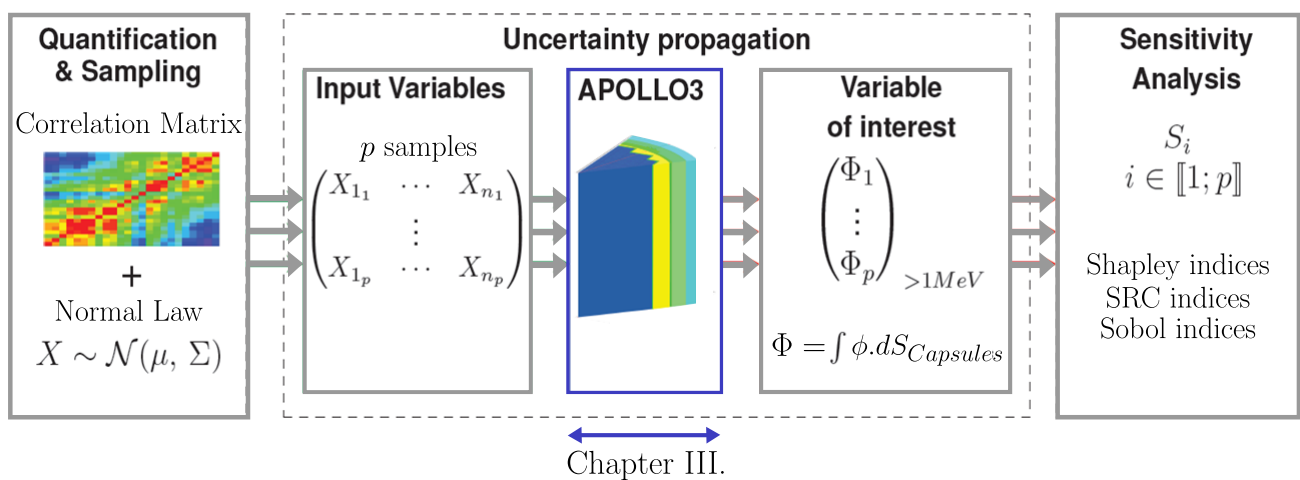 Quantification
& Sampling
Correlation Matrix
+
Normal Law
X ∼ 𝒩(μ, Σ)
Uncertainty propagation
Input Variables
p samples
X_{1_1} ⋯ X_{n_1}
⋮
X_{1_p} ⋯ X_{n_p}
APOLLO3
Variable
of interest
Φ_1
⋮
Φ_p >1MeV
Φ = ∫ ϕ.dS_{Capsules}
Sensitivity
Analysis
S_i
i ∈ ⟦1; p⟧
Shapley indices
SRC indices
Sobol indices
Chapter III.